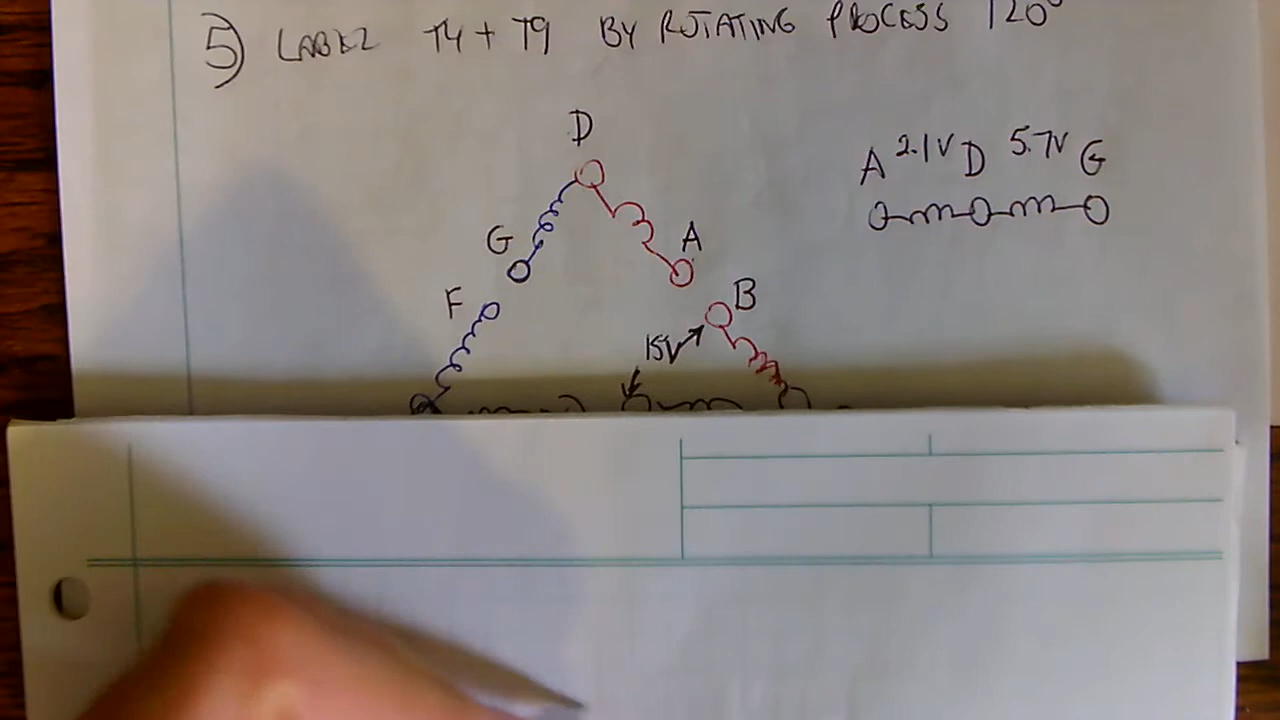 5) LABEL T4 + T9 BY ROTATING PROCESS 120°
D
A 2.1V D 5.7V G
G
A
F
B
15V